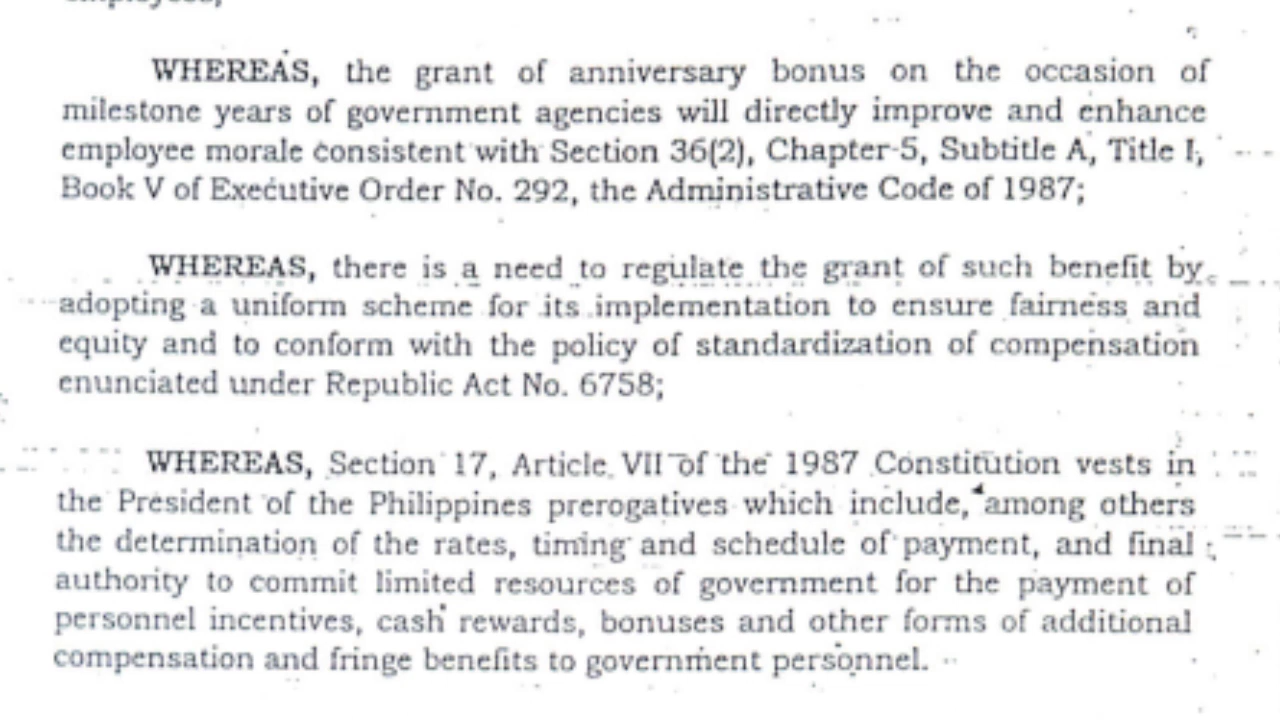 employees;
WHEREAS, the grant of anniversary bonus on the occasion of
milestone years of government agencies will directly improve and enhance
employee morale consistent with Section 36(2), Chapter-5, Subtitle A, Title I,
Book V of Executive Order No. 292, the Administrative Code of 1987;
WHEREAS, there is a need to regulate the grant of such benefit by
adopting a uniform scheme for its implementation to ensure fairness and
equity and to conform with the policy of standardization of compensation
enunciated under Republic Act No. 6758;
WHEREAS, Section 17, Article VII of the 1987 Constitution vests in
the President of the Philippines prerogatives which include, among others
the determination of the rates, timing and schedule of payment, and final
authority to commit limited resources of government for the payment of
personnel incentives, cash rewards, bonuses and other forms of additional
compensation and fringe benefits to government personnel.